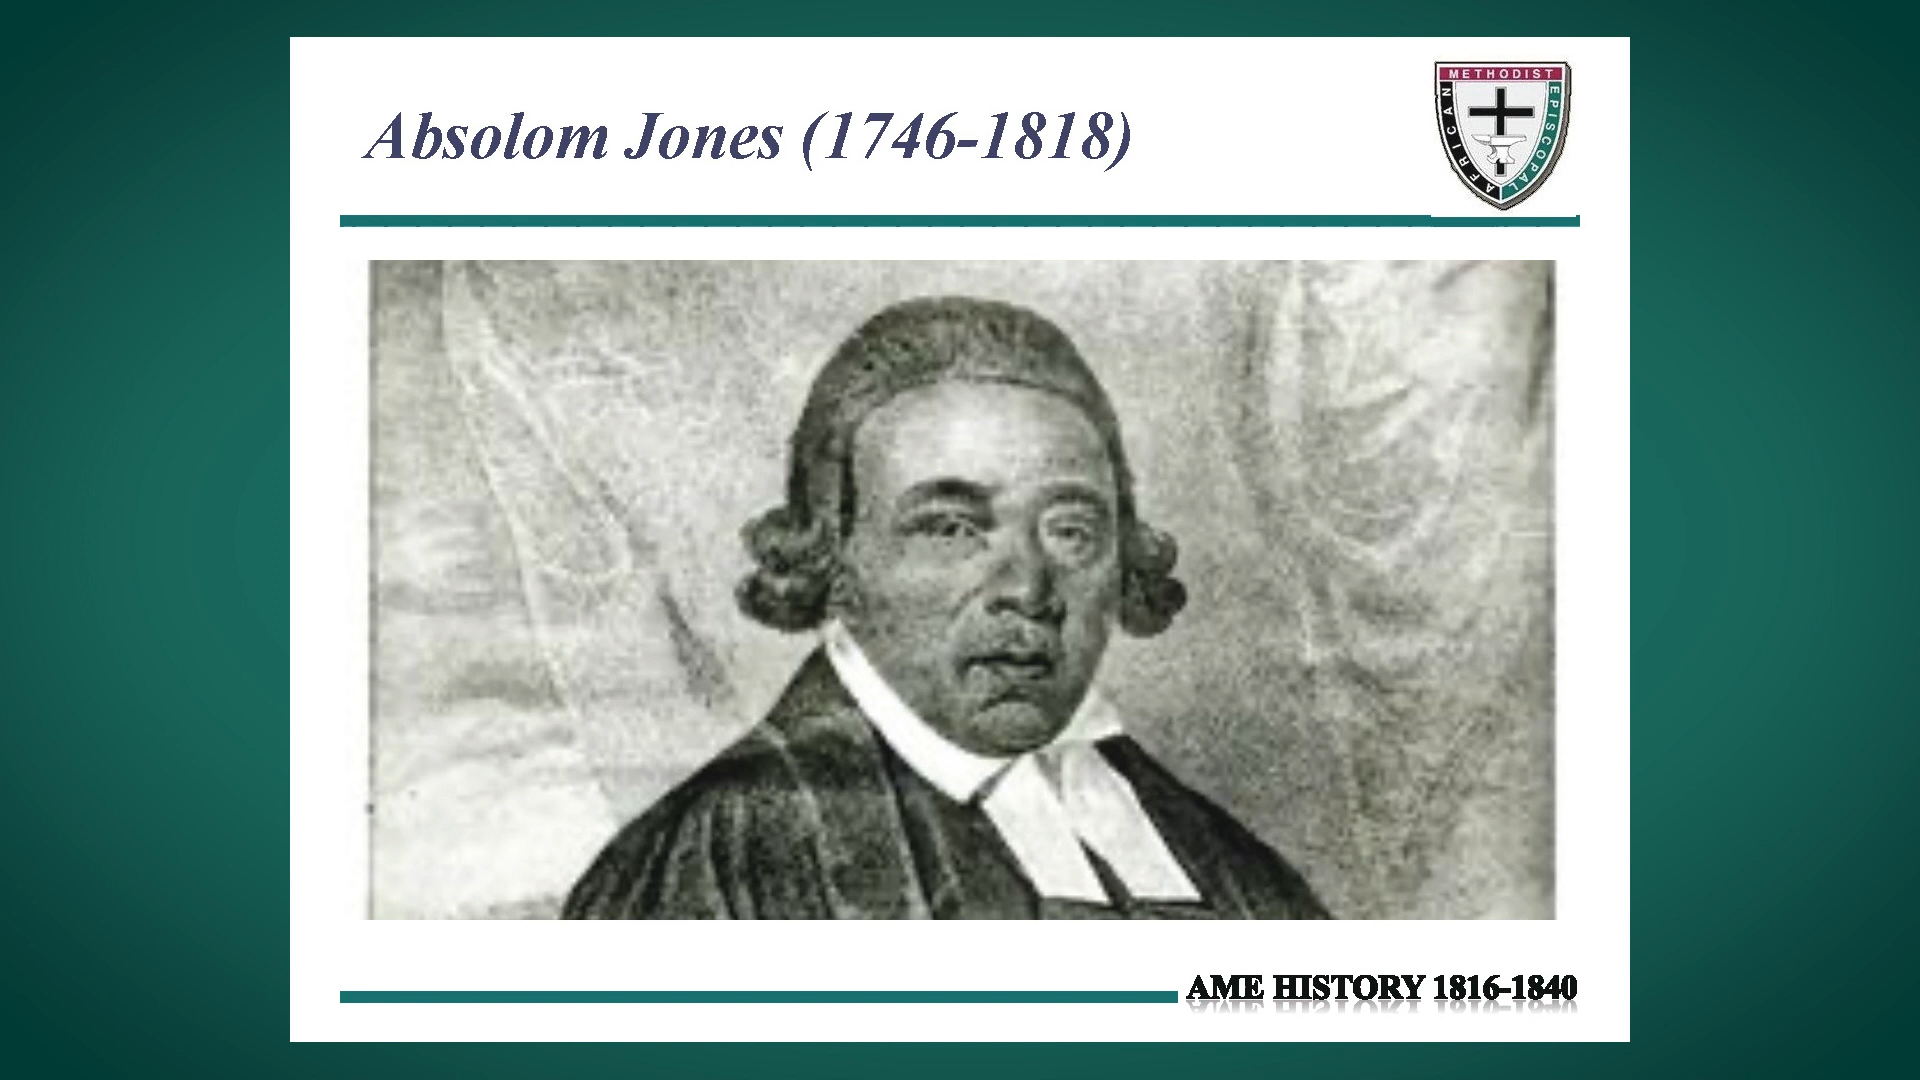 Absolom Jones (1746-1818)
METHODIST
AFRICAN
EPISCOPAL
AME HISTORY 1816-1840